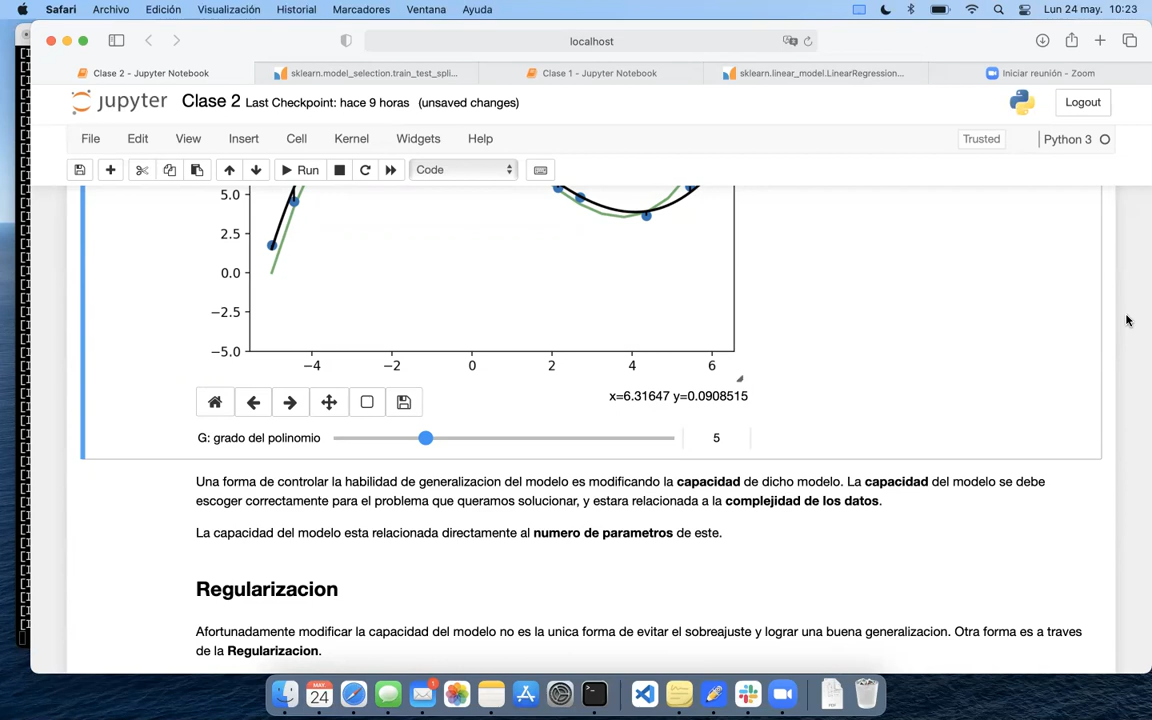 Safari Archivo Edición Visualización Historial Marcadores Ventana Ayuda Lun 24 may. 10:23
localhost
Clase 2 - Jupyter Notebook sklearn.model_selection.train_test_spli... Clase 1 - Jupyter Notebook sklearn.linear_model.LinearRegression... Iniciar reunión - Zoom
jupyter Clase 2 Last Checkpoint: hace 9 horas (unsaved changes) Logout
File Edit View Insert Cell Kernel Widgets Help Trusted Python 3
Run Code
5.0
2.5
0.0
−2.5
−5.0
−4 −2 0 2 4 6
x=6.31647 y=0.0908515
G: grado del polinomio 5
Una forma de controlar la habilidad de generalizacion del modelo es modificando la capacidad de dicho modelo. La capacidad del modelo se debe
escoger correctamente para el problema que queramos solucionar, y estara relacionada a la complejidad de los datos.
La capacidad del modelo esta relacionada directamente al numero de parametros de este.
Regularizacion
Afortunadamente modificar la capacidad del modelo no es la unica forma de evitar el sobreajuste y lograr una buena generalizacion. Otra forma es a traves
de la Regularizacion.
MAY
24
1